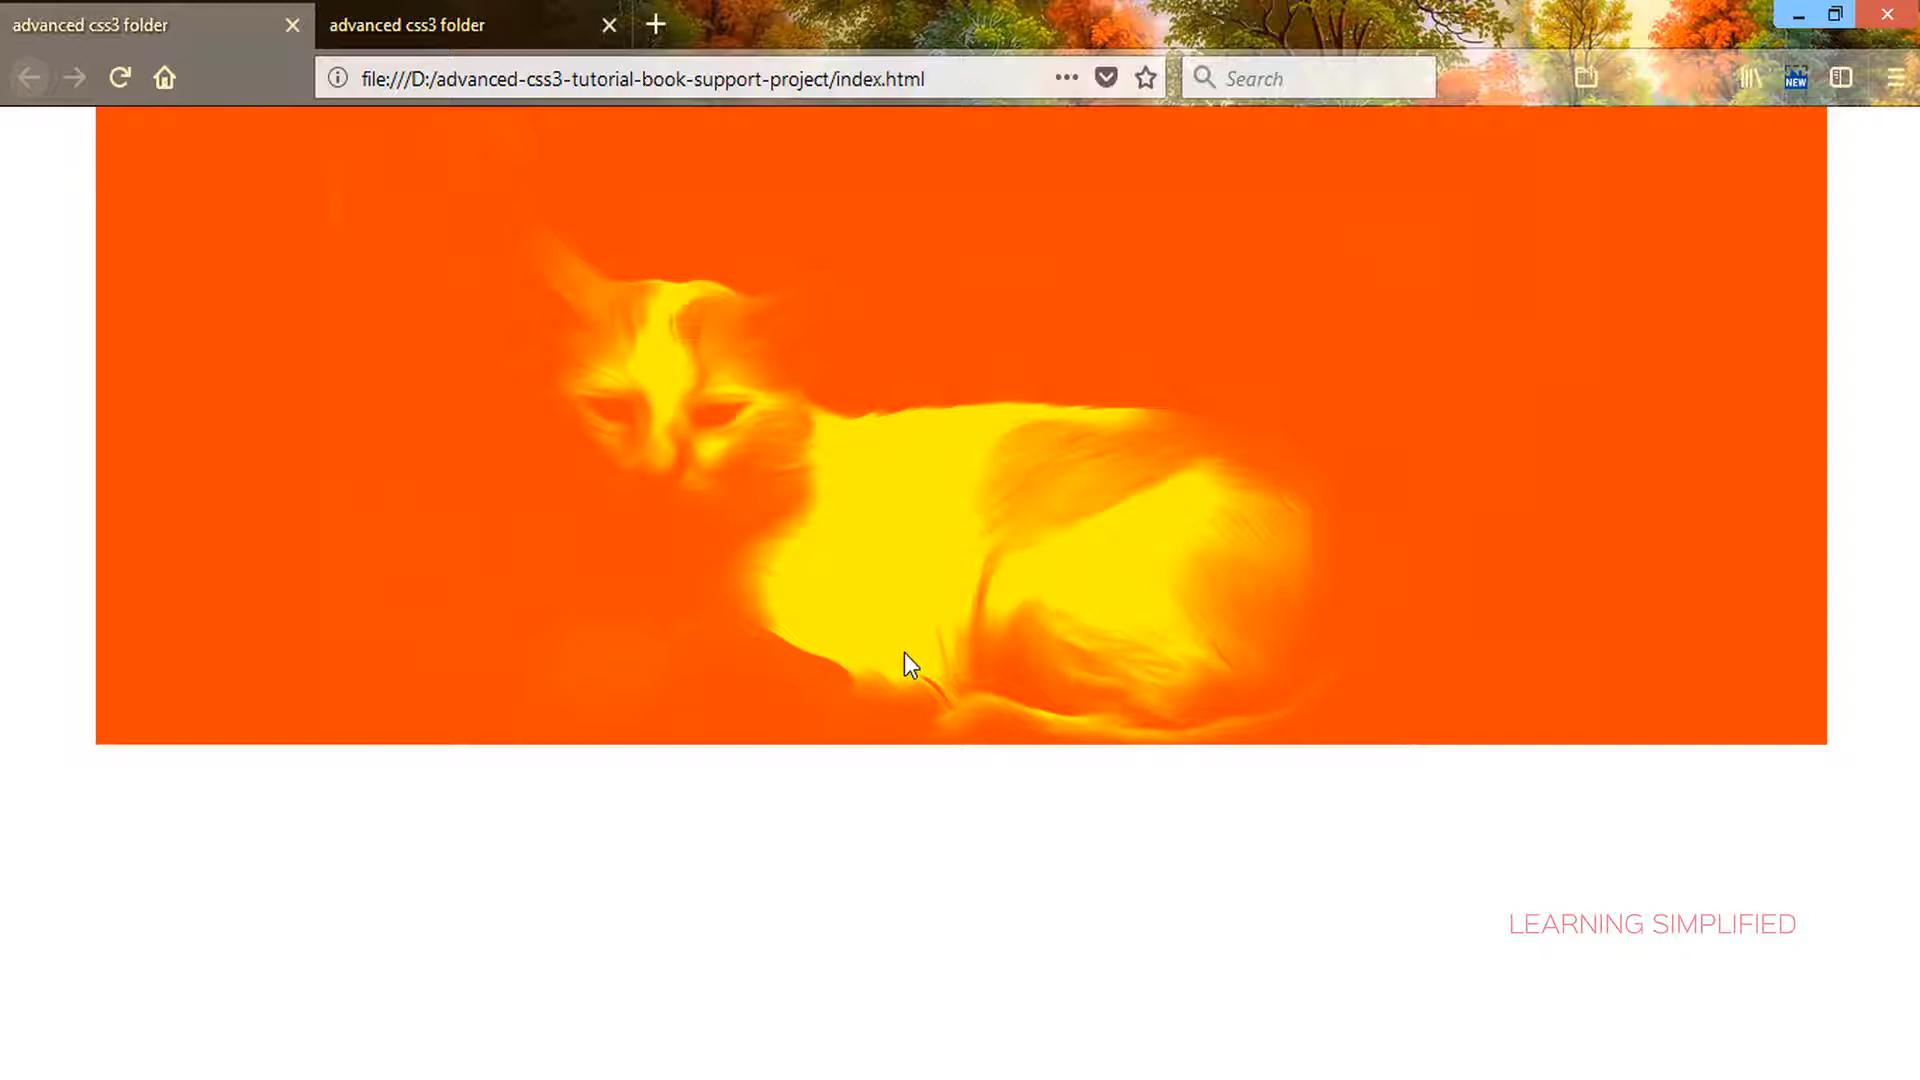 advanced css3 folder
advanced css3 folder
file:///D:/advanced-css3-tutorial-book-support-project/index.html
Search
NEW
LEARNING SIMPLIFIED